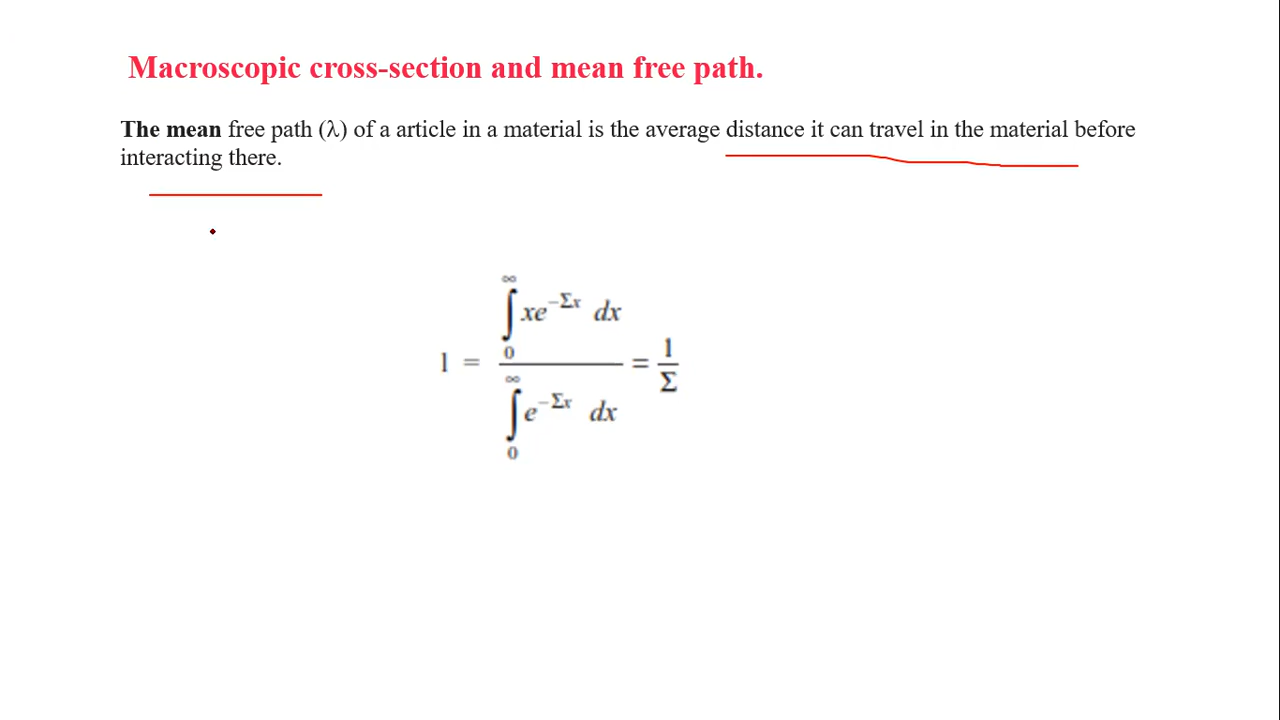 Macroscopic cross-section and mean free path.
The mean free path (λ) of a article in a material is the average distance it can travel in the material before
interacting there.
∞
∫xe^{-Σx} dx
0
l = ―――― = 1/Σ
∞
∫e^{-Σx} dx
0